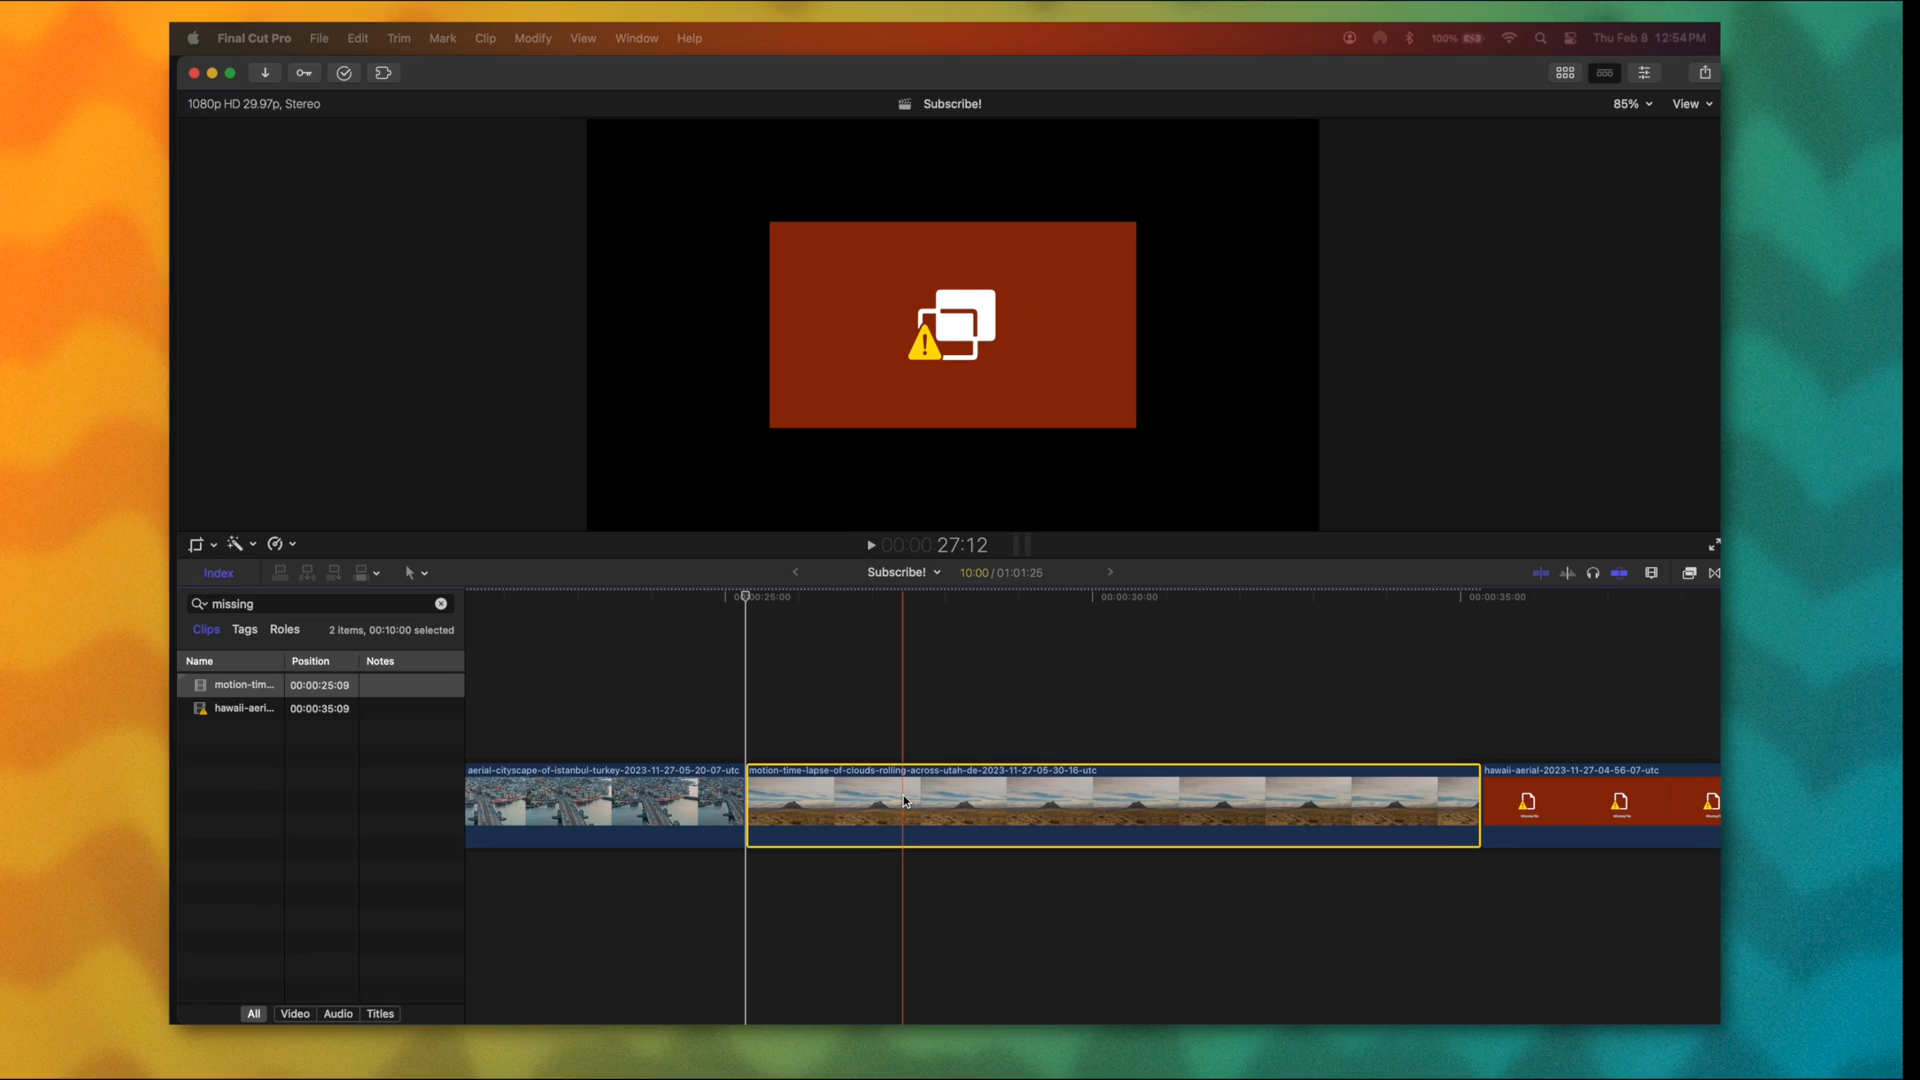 Final Cut Pro File Edit Trim Mark Clip Modify View Window Help 100% Thu Feb 8 12:54PM
1080p HD 29.97p, Stereo Subscribe! 85% View
00:00:27:12
Index Subscribe! 10:00 / 01:01:25
missing 00:00:25:00 00:00:30:00 00:00:35:00
Clips Tags Roles 2 items, 00:10:00 selected
Name Position Notes
motion-tim... 00:00:25:09
hawaii-aeri... 00:00:35:09
aerial-cityscape-of-istanbul-turkey-2023-11-27-05-20-07-utc motion-time-lapse-of-clouds-rolling-across-utah-de-2023-11-27-05-30-16-utc hawaii-aerial-2023-11-27-04-56-07-utc
All Video Audio Titles